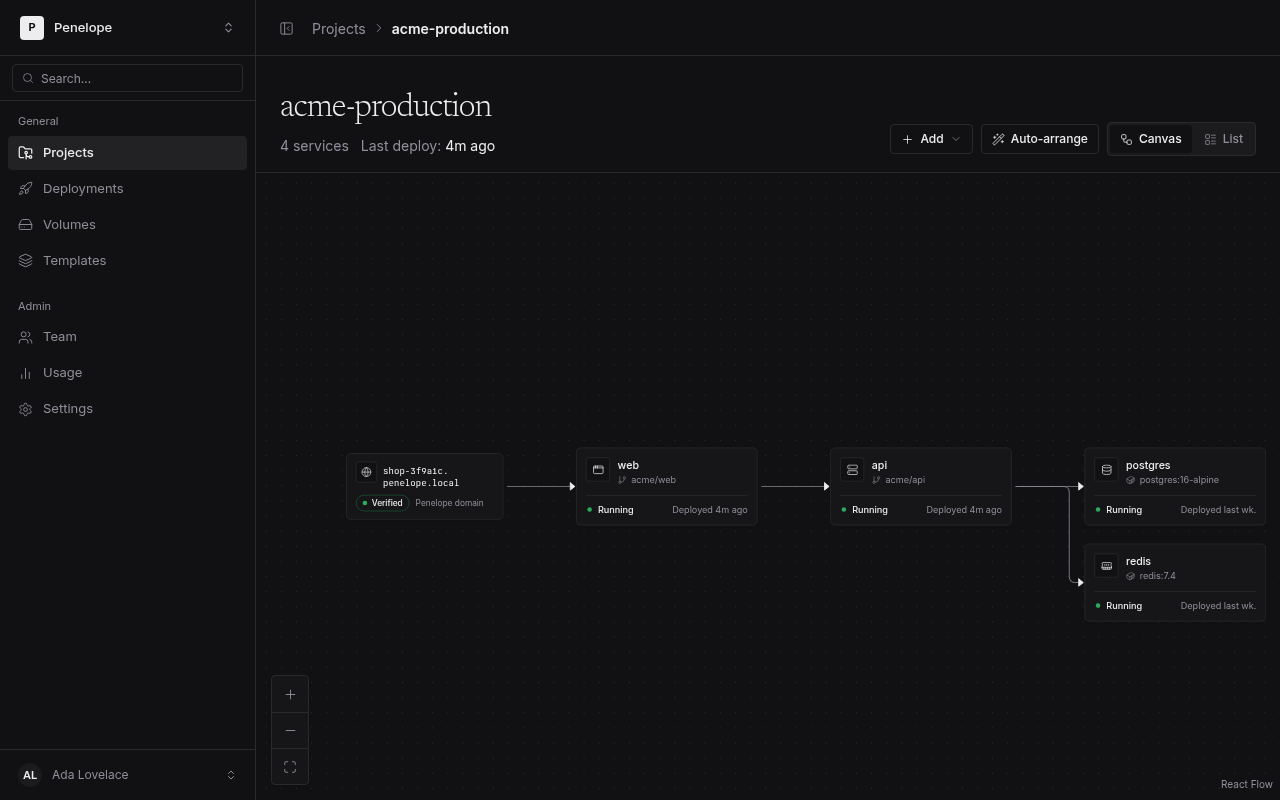 P Penelope
Search...
General
Projects
Deployments
Volumes
Templates
Admin
Team
Usage
Settings
AL Ada Lovelace
Projects > acme-production
acme-production
4 services Last deploy: 4m ago
Add
Auto-arrange
Canvas
List
shop-3f9a1c.
penelope.local
Verified Penelope domain
web
acme/web
Running Deployed 4m ago
api
acme/api
Running Deployed 4m ago
postgres
postgres:16-alpine
Running Deployed last wk.
redis
redis:7.4
Running Deployed last wk.
React Flow